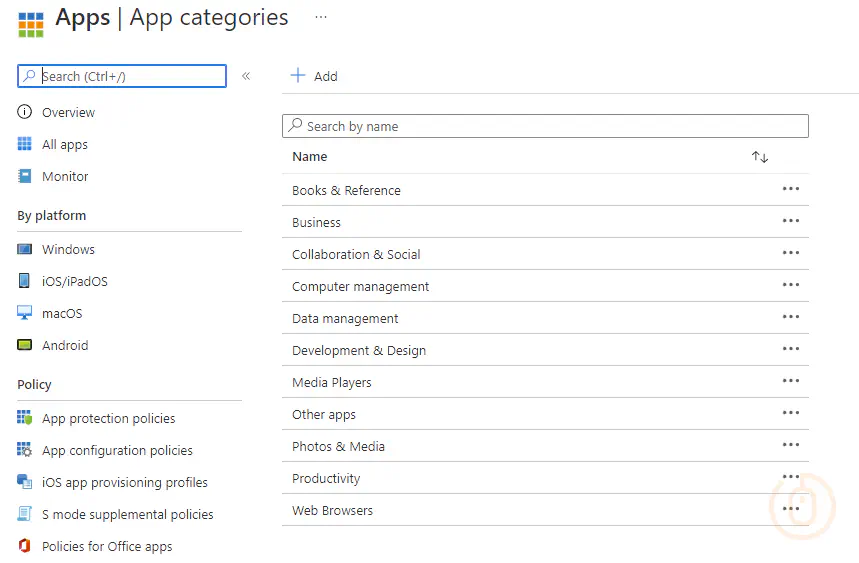 Apps | App categories ...
Search (Ctrl+/)
«
Overview
All apps
Monitor
By platform
Windows
iOS/iPadOS
macOS
Android
Policy
App protection policies
App configuration policies
iOS app provisioning profiles
S mode supplemental policies
Policies for Office apps
+ Add
Search by name
Name ↑↓
Books & Reference ...
Business ...
Collaboration & Social ...
Computer management ...
Data management ...
Development & Design ...
Media Players ...
Other apps ...
Photos & Media ...
Productivity ...
Web Browsers ...